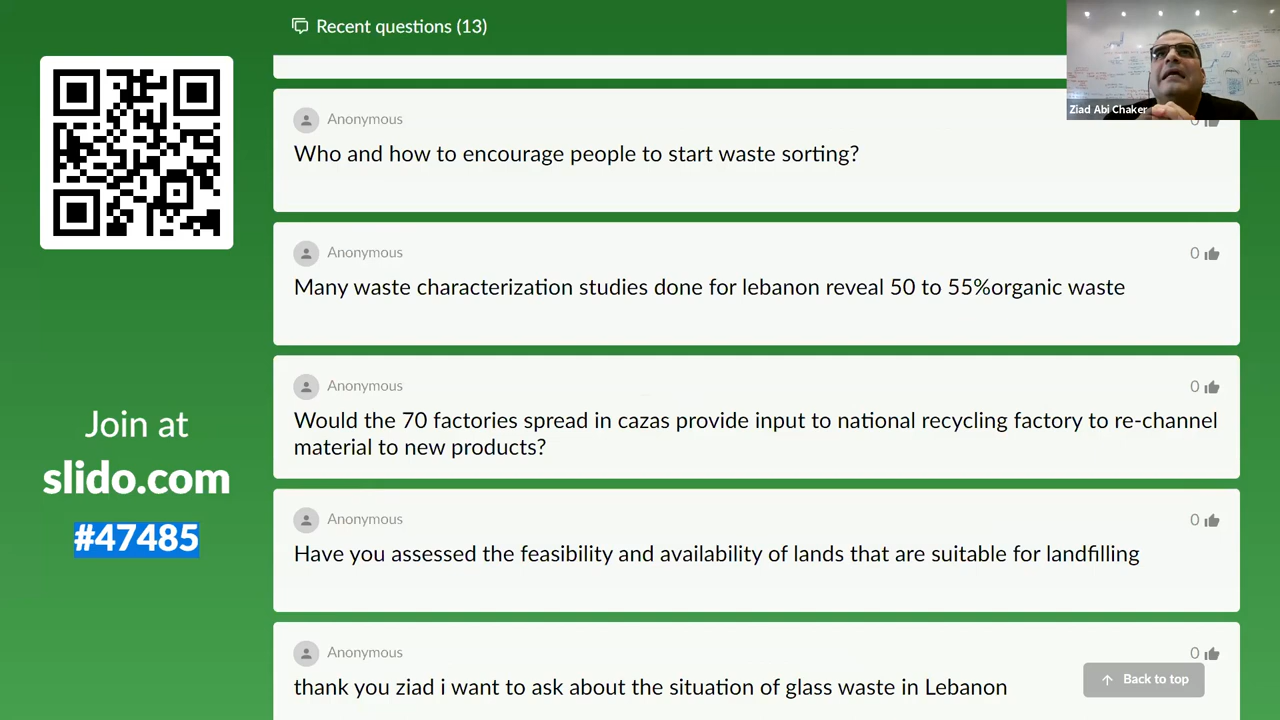 Recent questions (13)
Ziad Abi Chaker
Anonymous
0
Who and how to encourage people to start waste sorting?
Anonymous
0
Many waste characterization studies done for lebanon reveal 50 to 55%organic waste
Anonymous
0
Would the 70 factories spread in cazas provide input to national recycling factory to re-channel
material to new products?
Anonymous
0
Have you assessed the feasibility and availability of lands that are suitable for landfilling
Anonymous
0
thank you ziad i want to ask about the situation of glass waste in Lebanon
Back to top
Join at
slido.com
#47485